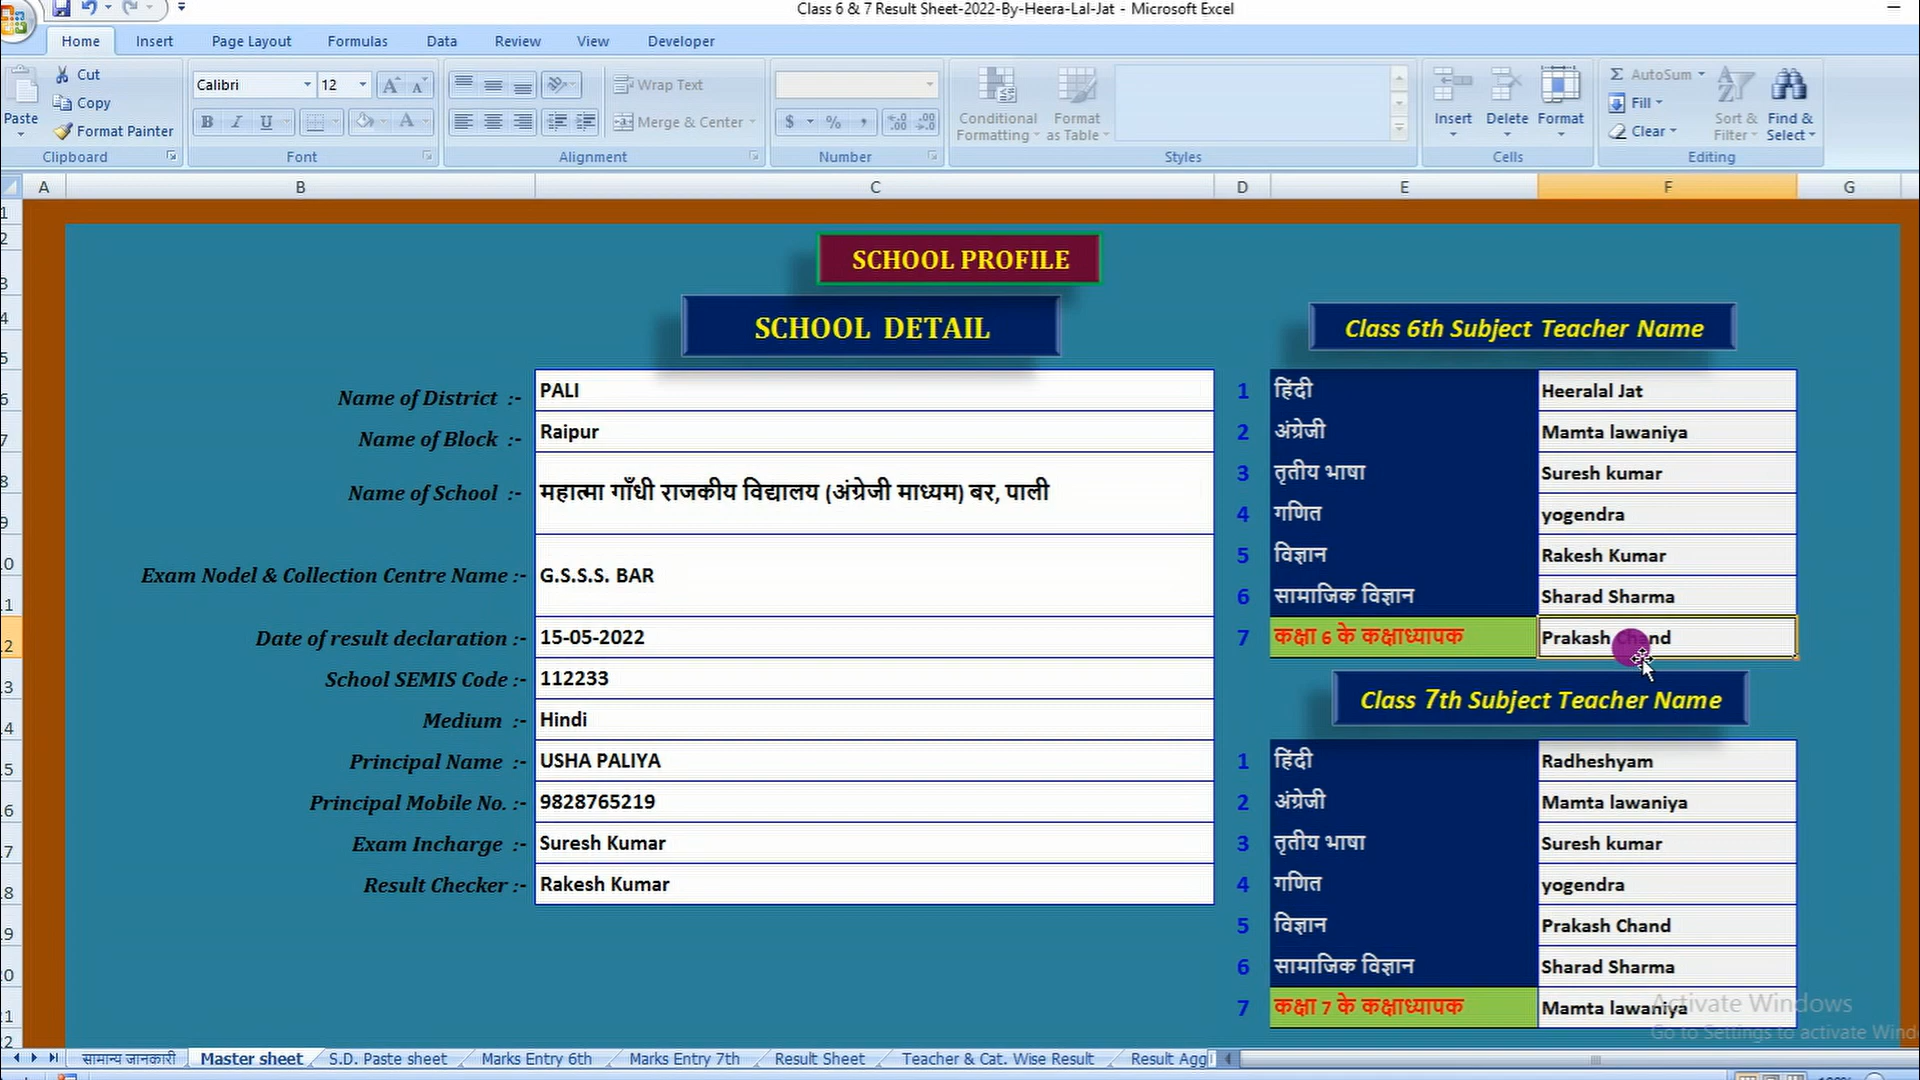 Class 6 & 7 Result Sheet-2022-By-Heera-Lal-Jat - Microsoft Excel
Home Insert Page Layout Formulas Data Review View Developer
Cut
Copy
Format Painter
Paste
Clipboard
Calibri 12
B I U
Font
Wrap Text
Merge & Center
Alignment
$ % ,
Number
Conditional Formatting
Format as Table
Styles
Insert Delete Format
Cells
Σ AutoSum
Fill
Clear
Sort & Filter
Find & Select
Editing
A B C D E F G
SCHOOL PROFILE
SCHOOL DETAIL
Name of District :- PALI
Name of Block :- Raipur
Name of School :- महात्मा गाँधी राजकीय विद्यालय (अंग्रेजी माध्यम) बर, पाली
Exam Nodel & Collection Centre Name :- G.S.S.S. BAR
Date of result declaration :- 15-05-2022
School SEMIS Code :- 112233
Medium :- Hindi
Principal Name :- USHA PALIYA
Principal Mobile No. :- 9828765219
Exam Incharge :- Suresh Kumar
Result Checker :- Rakesh Kumar
Class 6th Subject Teacher Name
1 हिंदी Heeralal Jat
2 अंग्रेजी Mamta lawaniya
3 तृतीय भाषा Suresh kumar
4 गणित yogendra
5 विज्ञान Rakesh Kumar
6 सामाजिक विज्ञान Sharad Sharma
7 कक्षा 6 के कक्षाध्यापक Prakash Chand
Class 7th Subject Teacher Name
1 हिंदी Radheshyam
2 अंग्रेजी Mamta lawaniya
3 तृतीय भाषा Suresh kumar
4 गणित yogendra
5 विज्ञान Prakash Chand
6 सामाजिक विज्ञान Sharad Sharma
7 कक्षा 7 के कक्षाध्यापक Mamta lawaniya
Activate Windows
Go to Settings to activate Wind
सामान्य जानकारी Master sheet S.D. Paste sheet Marks Entry 6th Marks Entry 7th Result Sheet Teacher & Cat. Wise Result Result Agg